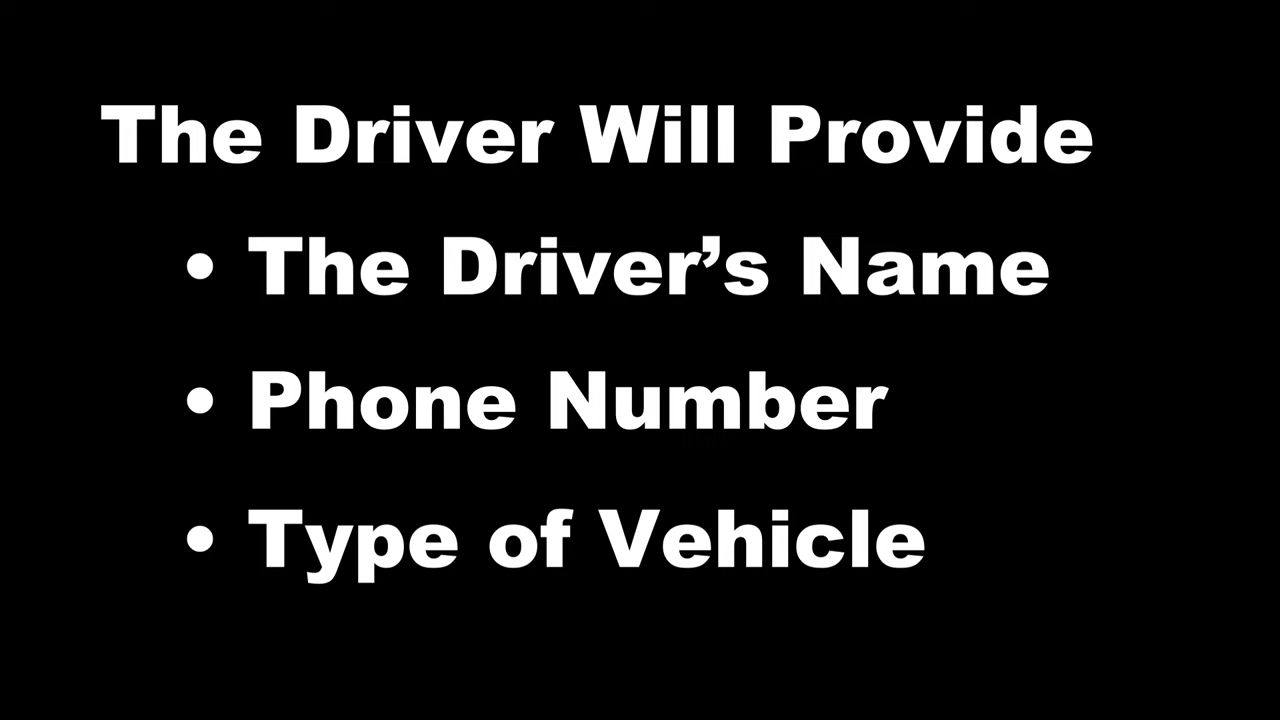 The Driver Will Provide
• The Driver’s Name
• Phone Number
• Type of Vehicle